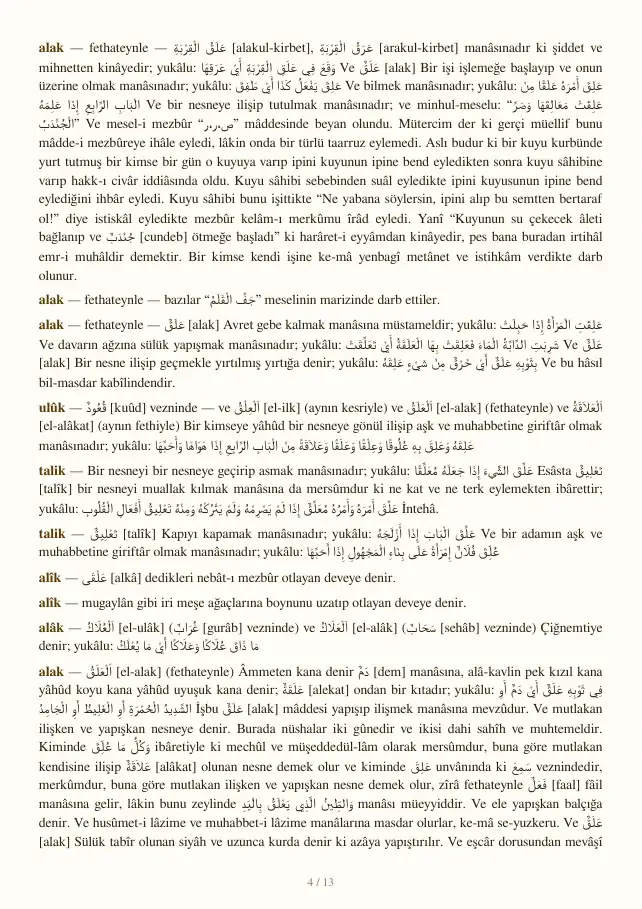 alak — fethateynle — عَلَقُ الْقِرْبَةِ [alakul-kirbet], عَرَقُ الْقِرْبَةِ [arakul-kirbet] manâsınadır ki şiddet ve
mihnetten kinâyedir; yukâlu: وَقَعَ فِي عَلَقِ الْقِرْبَةِ أَيْ عَرَقِهَا Ve عَلَقٌ [alak] Bir işi işlemeğe başlayıp ve onun
üzerine olmak manâsınadır; yukâlu: عَلِقَ يَفْعَلُ كَذَا أَيْ طَفِقَ Ve bilmek manâsınadır; yukâlu: عَلِقَ أَمْرَهُ عَلَقًا مِنَ
الْبَابِ الرَّابِعِ إِذَا عَلِمَهُ Ve bir nesneye ilişip tutulmak manâsınadır; ve minhul-meselu: “عَلِقَتْ مَعَالِقَهَا وَصَرَّ
الْجُنْدَبُ” Ve mesel-i mezbûr “ص,ر,ر” mâddesinde beyan olundu. Mütercim der ki gerçi müellif bunu
mâdde-i mezbûreye ihâle eyledi, lâkin onda bir türlü taarruz eylemedi. Aslı budur ki bir kuyu kurbünde
yurt tutmuş bir kimse bir gün o kuyuya varıp ipini kuyunun ipine bend eyledikten sonra kuyu sâhibine
varıp hakk-ı civâr iddiâsında oldu. Kuyu sâhibi sebebinden suâl eyledikte ipini kuyusunun ipine bend
eylediğini ihbâr eyledi. Kuyu sâhibi bunu işittikte “Ne yabana söylersin, ipini alıp bu semtten bertaraf
ol!” diye istiskâl eyledikte mezbûr kelâm-ı merkûmu îrâd eyledi. Yanî “Kuyunun su çekecek âleti
bağlanıp ve جُنْدَبٌ [cundeb] ötmeğe başladı” ki harâret-i eyyâmdan kinâyedir, pes bana buradan irtihâl
emr-i muhâldir demektir. Bir kimse kendi işine ke-mâ yenbagî metânet ve istihkâm verdikte darb
olunur.
alak — fethateynle — bazılar “جَفَّ الْقَلَمُ” meselinin marizinde darb ettiler.
alak — fethateynle — عَلَقٌ [alak] Avret gebe kalmak manâsına müstameldir; yukâlu: عَلِقَتِ الْمَرْأَةُ إِذَا حَبِلَتْ
Ve davarın ağzına sülük yapışmak manâsınadır; yukâlu: شَرِبَتِ الدَّابَّةُ الْمَاءَ فَعَلِقَتْ بِهَا الْعَلَقَةُ أَيْ تَعَلَّقَتْ Ve عَلَقٌ
[alak] Bir nesne ilişip geçmekle yırtılmış yırtığa denir; yukâlu: بِثَوْبِهِ عَلَقٌ أَيْ خَرْقٌ مِنْ شَيْءٍ عَلِقَهُ Ve bu hâsıl
bil-masdar kabîlindendir.
ulûk — قُعُودٌ [kuûd] vezninde — ve اَلْعِلْقُ [el-ilk] (aynın kesriyle) ve اَلْعَلَقُ [el-alak] (fethateynle) ve اَلْعَلاَقَةُ
[el-alâkat] (aynın fethiyle) Bir kimseye yâhûd bir nesneye gönül ilişip aşk ve muhabbetine giriftâr olmak
manâsınadır; yukâlu: عَلِقَهُ وَعَلِقَ بِهِ عُلُوقًا وَعِلْقًا وَعَلَقًا وَعَلاَقَةً مِنَ الْبَابِ الرَّابِعِ إِذَا هَوَاهَا وَأَحَبَّهَا
talik — Bir nesneyi bir nesneye geçirip asmak manâsınadır; yukâlu: عَلَّقَ الشَّيْءَ إِذَا جَعَلَهُ مُعَلَّقًا Esâsta تَعْلِيقٌ
[talîk] bir nesneyi muallak kılmak manâsına da mersûmdur ki ne kat ve ne terk eylemekten ibârettir;
yukâlu: عَلَّقَ أَمْرَهُ وَأَمْرُهُ مُعَلَّقٌ إِذَا لَمْ يَصْرِمْهُ وَلَمْ يَتْرُكْهُ وَمِنْهُ تَعْلِيقُ أَفْعَالِ الْقُلُوبِ İntehâ.
talik — تَعْلِيقٌ [talîk] Kapıyı kapamak manâsınadır; yukâlu: عَلَّقَ الْبَابَ إِذَا أَزْلَجَهُ Ve bir adamın aşk ve
muhabbetine giriftâr olmak manâsınadır; yukâlu: عُلِّقَ فُلاَنٌ إِمْرَأَةً عَلَى بِنَاءِ الْمَجْهُولِ إِذَا أَحَبَّهَا
alîk — عَلْقَى [alkâ] dedikleri nebât-ı mezbûr otlayan deveye denir.
alîk — mugaylân gibi iri meşe ağaçlarına boynunu uzatıp otlayan deveye denir.
alâk — اَلْعُلاَكُ [el-ulâk] (غُرَابٌ [gurâb] vezninde) ve اَلْعَلاَكُ [el-alâk] (سَحَابٌ [sehâb] vezninde) Çiğnemtiye
denir; yukâlu: مَا ذَاقَ عُلاَكًا وَعَلاَكًا أَيْ مَا يُعْلَكُ
alak — اَلْعَلَقُ [el-alak] (fethateynle) Âmmeten kana denir دَمٌ [dem] manâsına, alâ-kavlin pek kızıl kana
yâhûd koyu kana yâhûd uyuşuk kana denir; عَلَقَةٌ [alekat] ondan bir kıtadır; yukâlu: فِي ثَوْبِهِ عَلَقٌ أَيْ دَمٌ أَوِ
الشَّدِيدُ الْحُمْرَةِ أَوِ الْغَلِيظُ أَوِ الْجَامِدُ İşbu عَلَقٌ [alak] mâddesi yapışıp ilişmek manâsına mevzûdur. Ve mutlakan
ilişken ve yapışkan nesneye denir. Burada nüshalar iki gûnedir ve ikisi dahi sahîh ve muhtemeldir.
Kiminde وَكُلُّ مَا عُلِّقَ ibâretiyle ki mechûl ve müşeddedül-lâm olarak mersûmdur, buna göre mutlakan
kendisine ilişip عَلاَقَةٌ [alâkat] olunan nesne demek olur ve kiminde عَلِقَ unvânında ki سَمِعَ veznindedir,
merkûmdur, buna göre mutlakan ilişken ve yapışkan nesne demek olur, zîrâ fethateynle فَعَلٌ [faal] fâil
manâsına gelir, lâkin bunu zeylinde وَالطِّينُ الَّذِي يَعْلَقُ بِالْيَدِ manâsı müeyyiddir. Ve ele yapışkan balçığa
denir. Ve husûmet-i lâzime ve muhabbet-i lâzime manâlarına masdar olurlar, ke-mâ se-yuzkeru. Ve عَلَقٌ
[alak] Sülük tabîr olunan siyâh ve uzunca kurda denir ki azâya yapıştırılır. Ve eşcâr dorusundan mevâşî
4 / 13